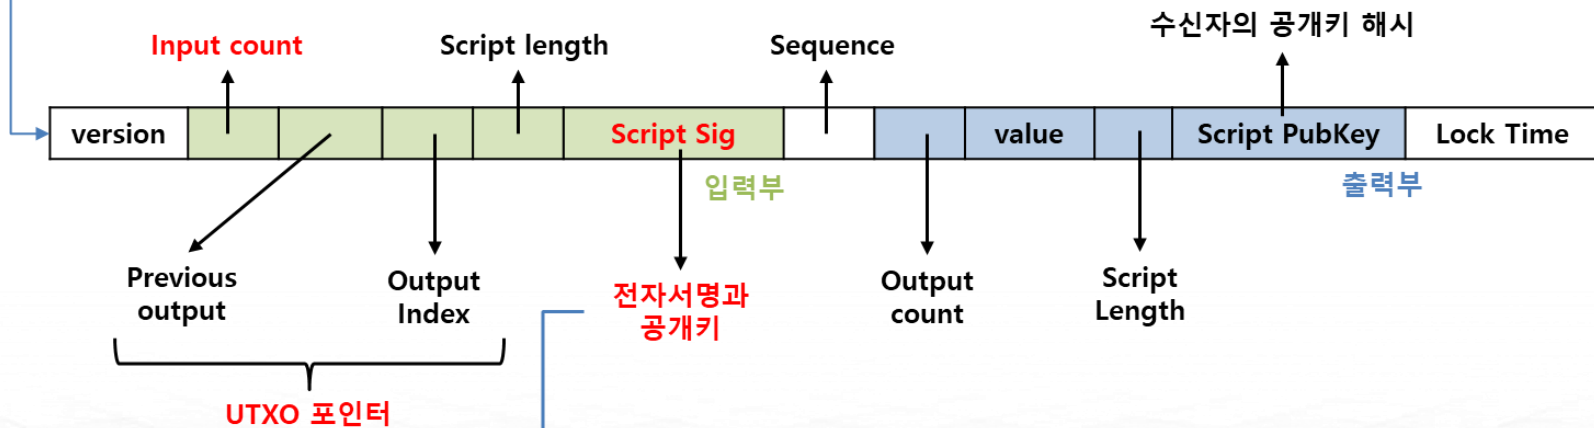 수신자의 공개키 해시
Input count
Script length
Sequence
version
Script Sig
value
Script PubKey
Lock Time
입력부
출력부
Previous
output
Output
Index
전자서명과
공개키
Output
count
Script
Length
UTXO 포인터